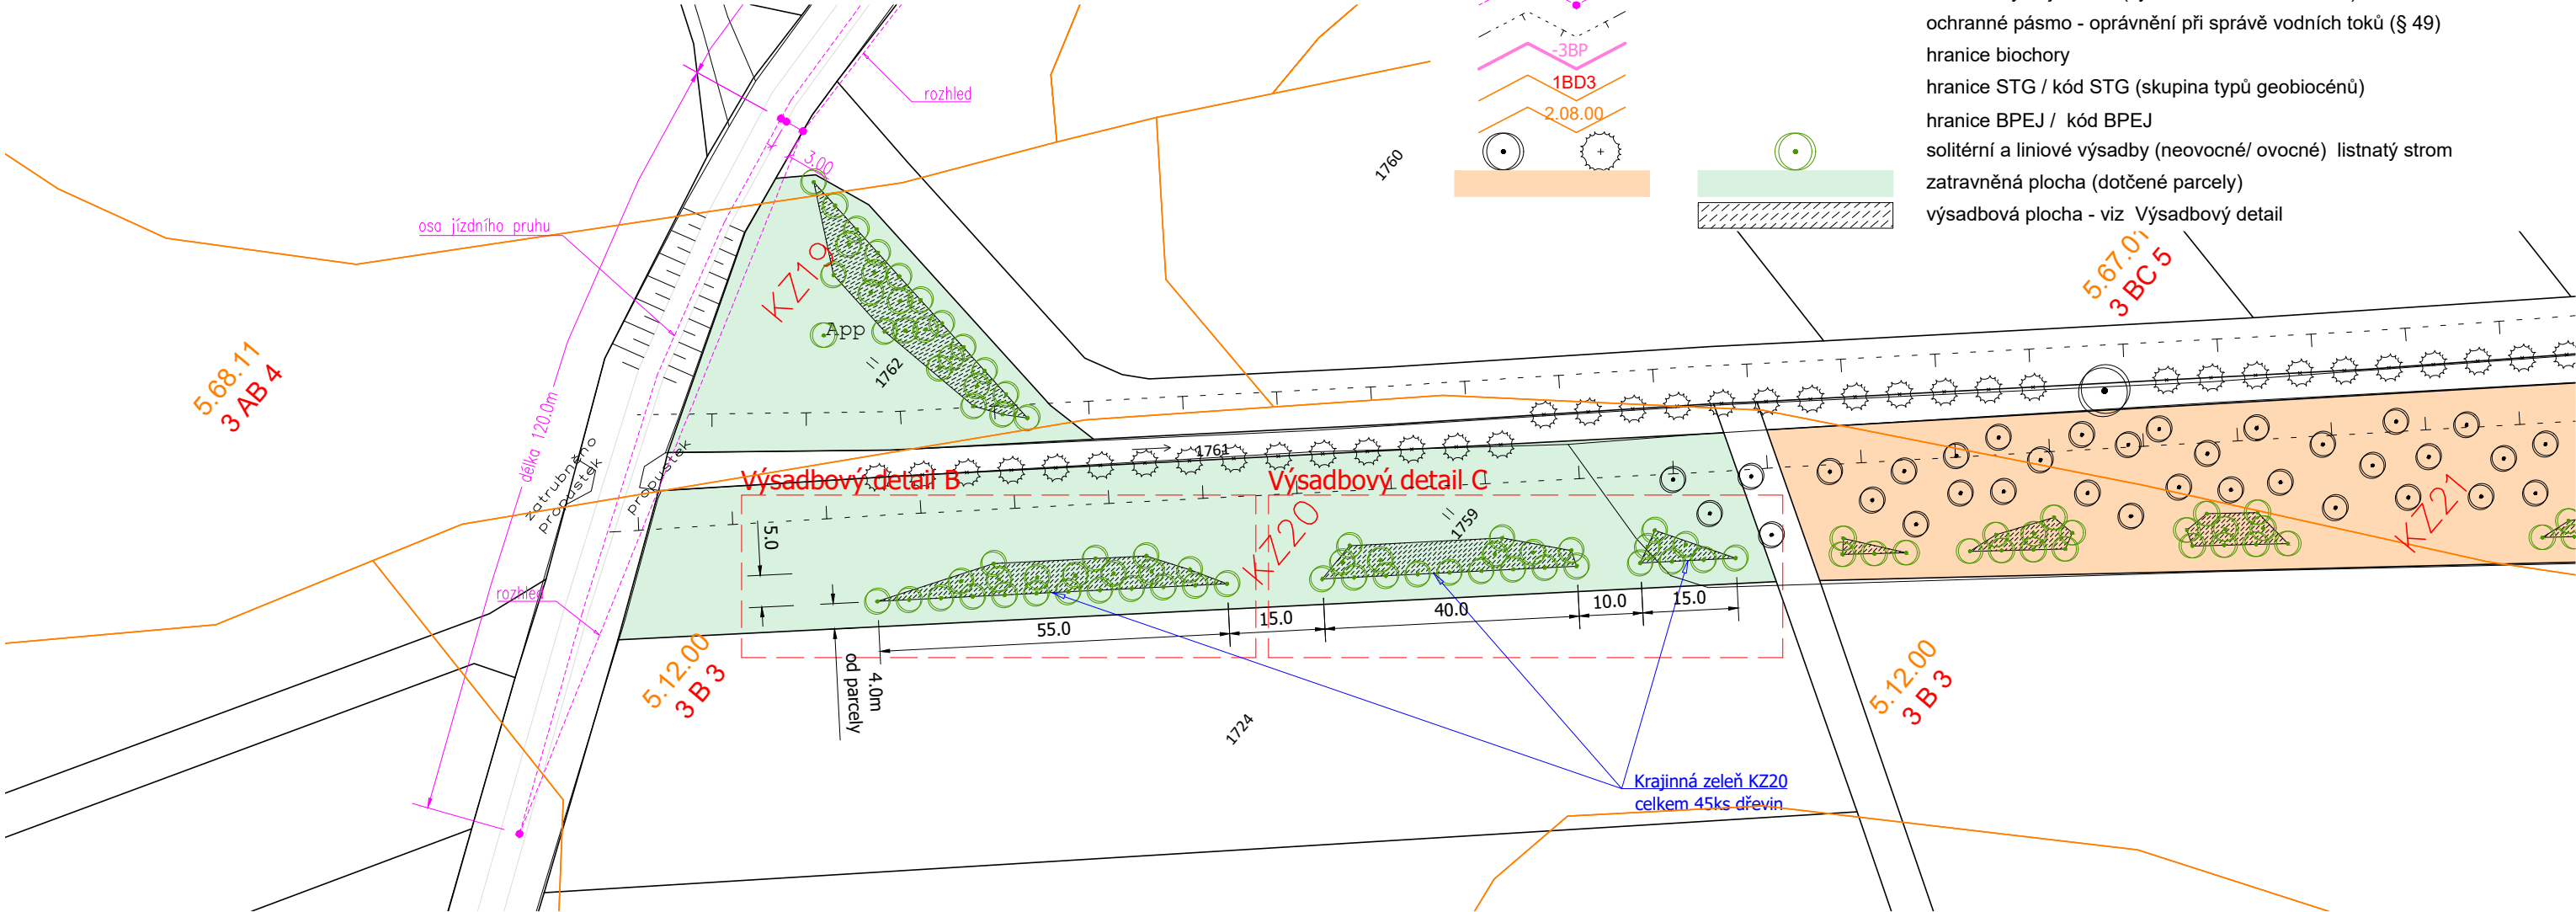 ochranné pásmo - oprávnění při správě vodních toků (§ 49)
-3BP
hranice biochory
1BD3
hranice STG / kód STG (skupina typů geobiocénů)
2.08.00
hranice BPEJ / kód BPEJ
solitérní a liniové výsadby (neovocné/ ovocné) listnatý strom
zatravněná plocha (dotčené parcely)
výsadbová plocha - viz Výsadbový detail
rozhled
3.00
1760
osa jízdního pruhu
KZ19
App
1762
5.67.01
3 BC 5
5.68.11
3 AB 4
délka 120.0m
zatrubněno
propustek
propustek
1761
Výsadbový detail B
Výsadbový detail C
KZ20
1759
KZ21
5.0
rozhled
55.0
15.0
40.0
10.0
15.0
4.0m
od parcely
5.12.00
3 B 3
5.12.00
3 B 3
1724
Krajinná zeleň KZ20
celkem 45ks dřevin